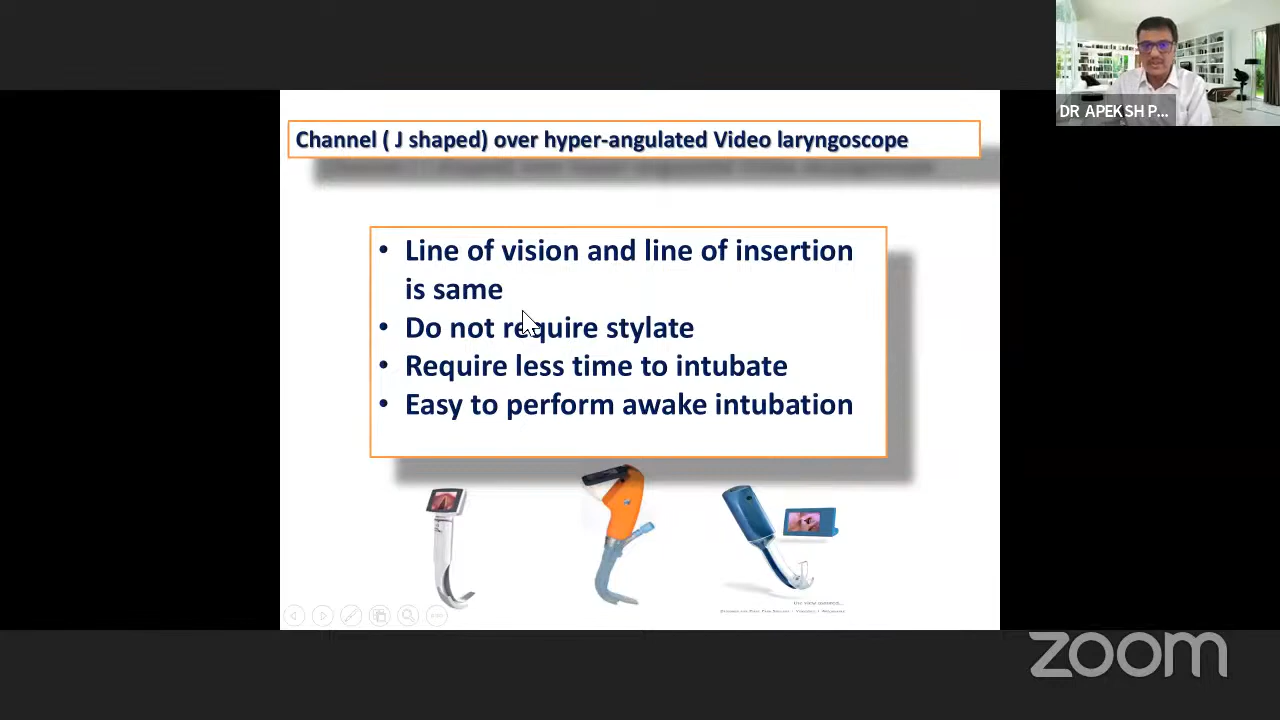 DR APEKSH P...
Channel ( J shaped) over hyper-angulated Video laryngoscope
• Line of vision and line of insertion
is same
• Do not require stylate
• Require less time to intubate
• Easy to perform awake intubation
zoom